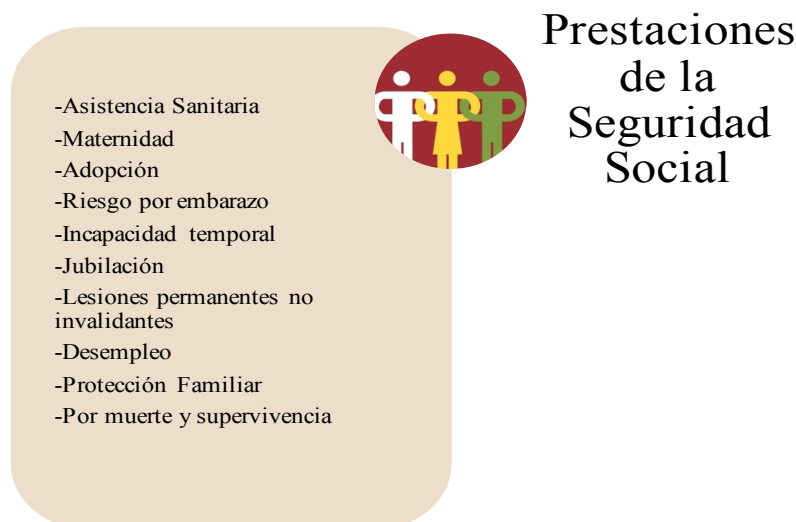 Prestaciones
de la
Seguridad
Social
-Asistencia Sanitaria
-Maternidad
-Adopción
-Riesgo por embarazo
-Incapacidad temporal
-Jubilación
-Lesiones permanentes no
invalidantes
-Desempleo
-Protección Familiar
-Por muerte y supervivencia